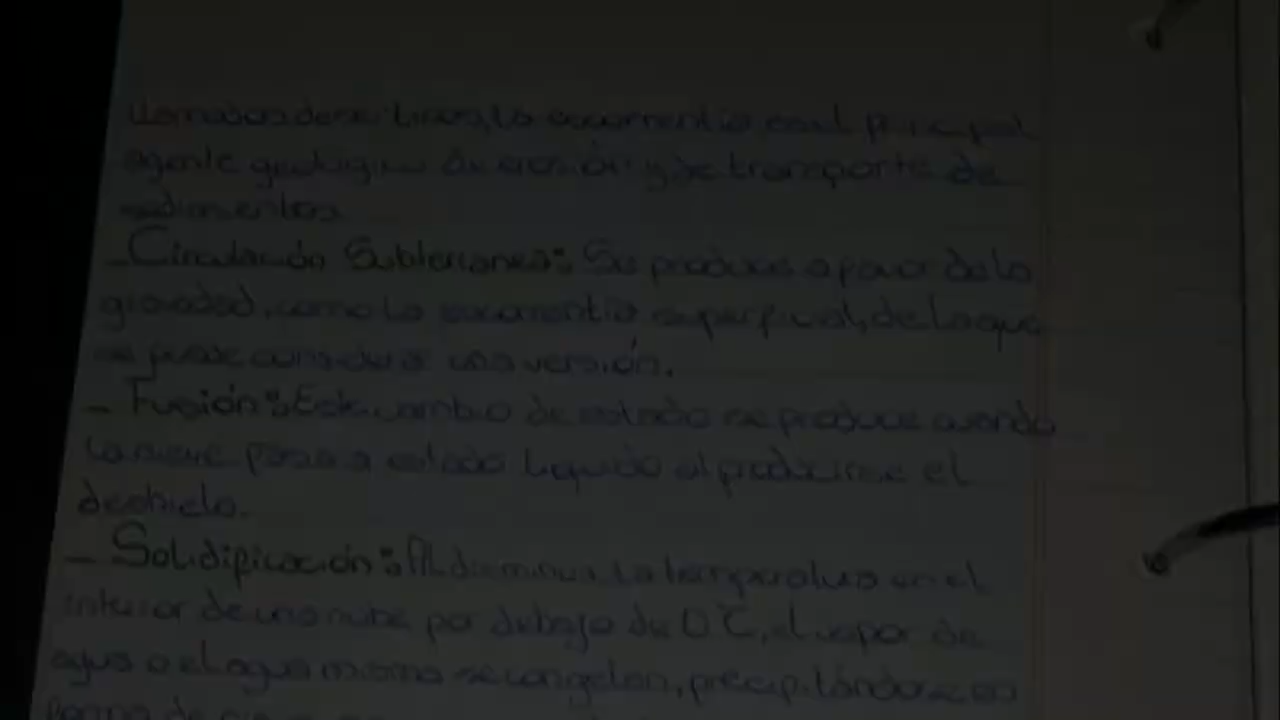 llamadas desérticas, la escorrentía es el principal
agente geológico de erosión y de transporte de
sedimentos.
- Circulación Subterranea: Se produce a favor de la
gravedad, como la escorrentía superficial, de la que
se puede considerar una versión.
- Fusión: Este cambio de estado se produce cuando
la nieve pasa a estado líquido al producirse el
deshielo.
- Solidificación: Al disminuir la temperatura en el
interior de una nube por debajo de 0°C, el vapor de
agua o el agua misma se congelan, precipitándose en
forma de